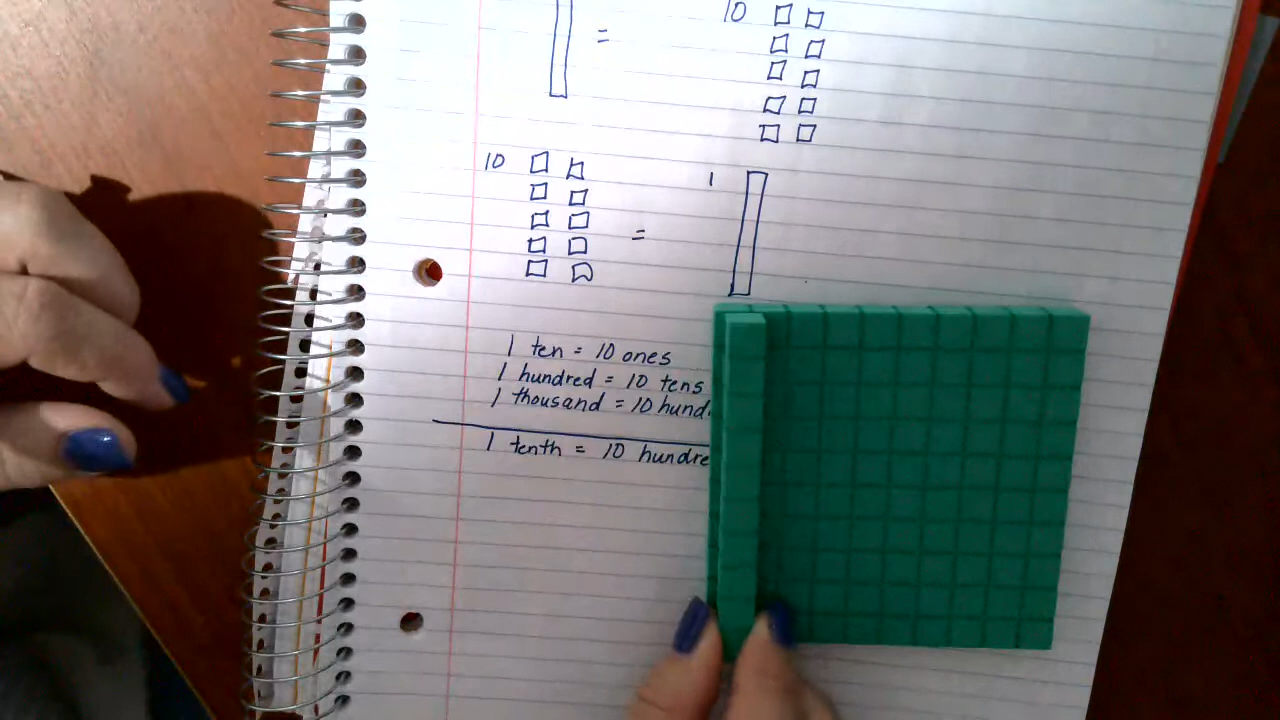 =
10
10
=
1
1 ten = 10 ones
1 hundred = 10 tens
1 thousand = 10 hund
1 tenth = 10 hundre